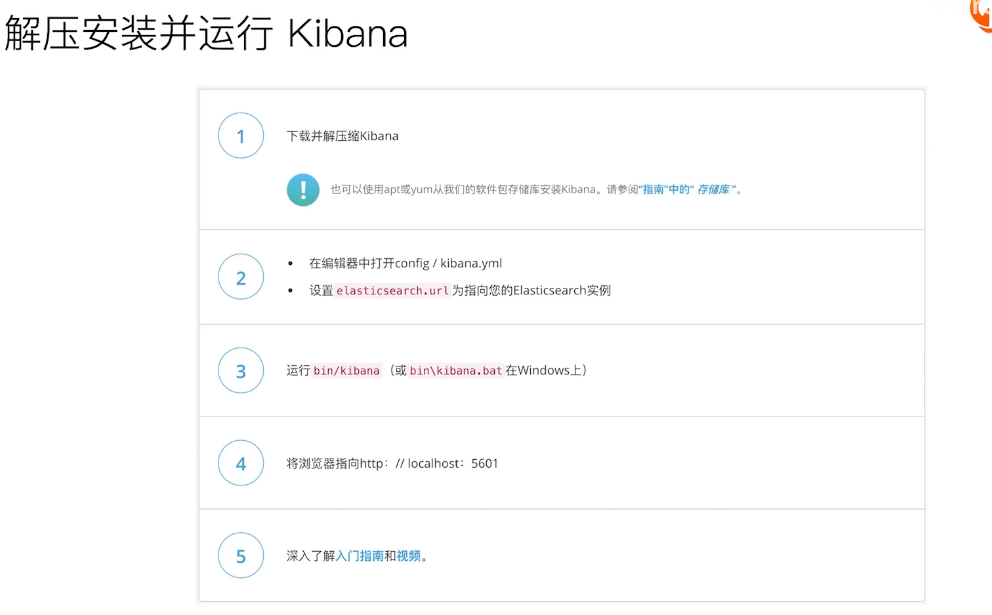 解压安装并运行 Kibana
1
下载并解压缩Kibana
!
也可以使用apt或yum从我们的软件包存储库安装Kibana。请参阅“指南”中的“ 存储库”。
2
• 在编辑器中打开config / kibana.yml
• 设置 elasticsearch.url 为指向您的Elasticsearch实例
3
运行 bin/kibana （或 bin\kibana.bat 在Windows上）
4
将浏览器指向http：// localhost：5601
5
深入了解入门指南和视频。